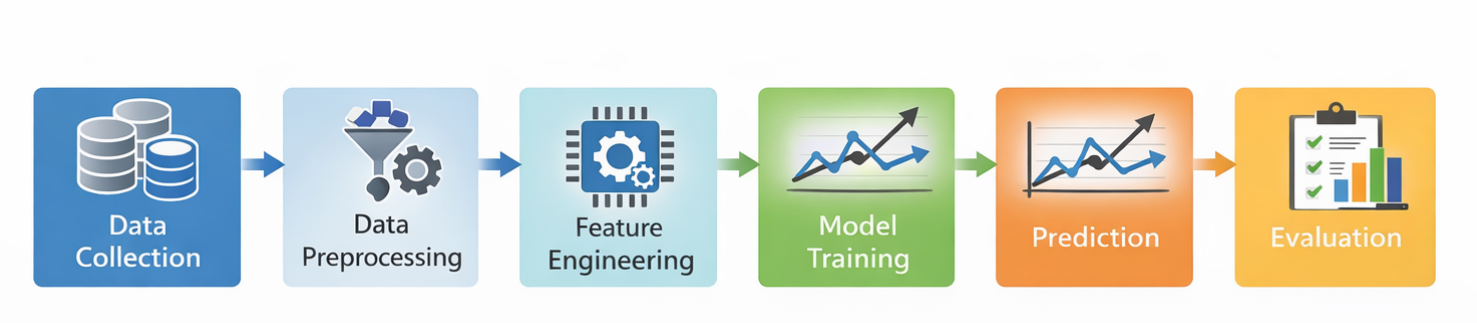 Data
Collection
Data
Preprocessing
Feature
Engineering
Model
Training
Prediction
Evaluation